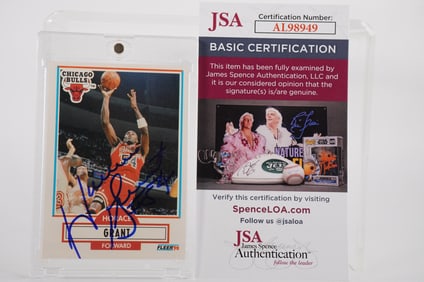 CHICAGO
BULLS
HORACE
GRANT
FORWARD
FLEER '90
JSA
Certification Number:
AL98949
BASIC CERTIFICATION
This item has been fully examined by
James Spence Authentication, LLC and
it is our considered opinion that the
signature(s) is/are genuine.
JETS
Verify this certification by visiting
SpenceLOA.com
Follow us @jsaloa
JSA
James Spence
Authentication
follow the leader